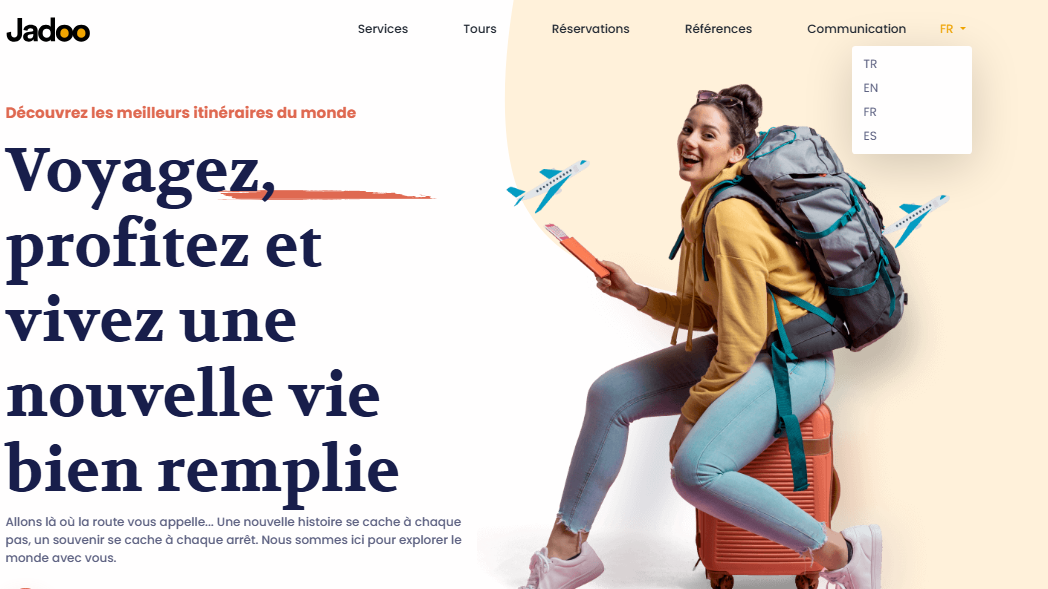 Jadoo
Services Tours Réservations Références Communication FR
TR
EN
FR
ES
Découvrez les meilleurs itinéraires du monde
Voyagez,
profitez et
vivez une
nouvelle vie
bien remplie
Allons là où la route vous appelle... Une nouvelle histoire se cache à chaque
pas, un souvenir se cache à chaque arrêt. Nous sommes ici pour explorer le
monde avec vous.